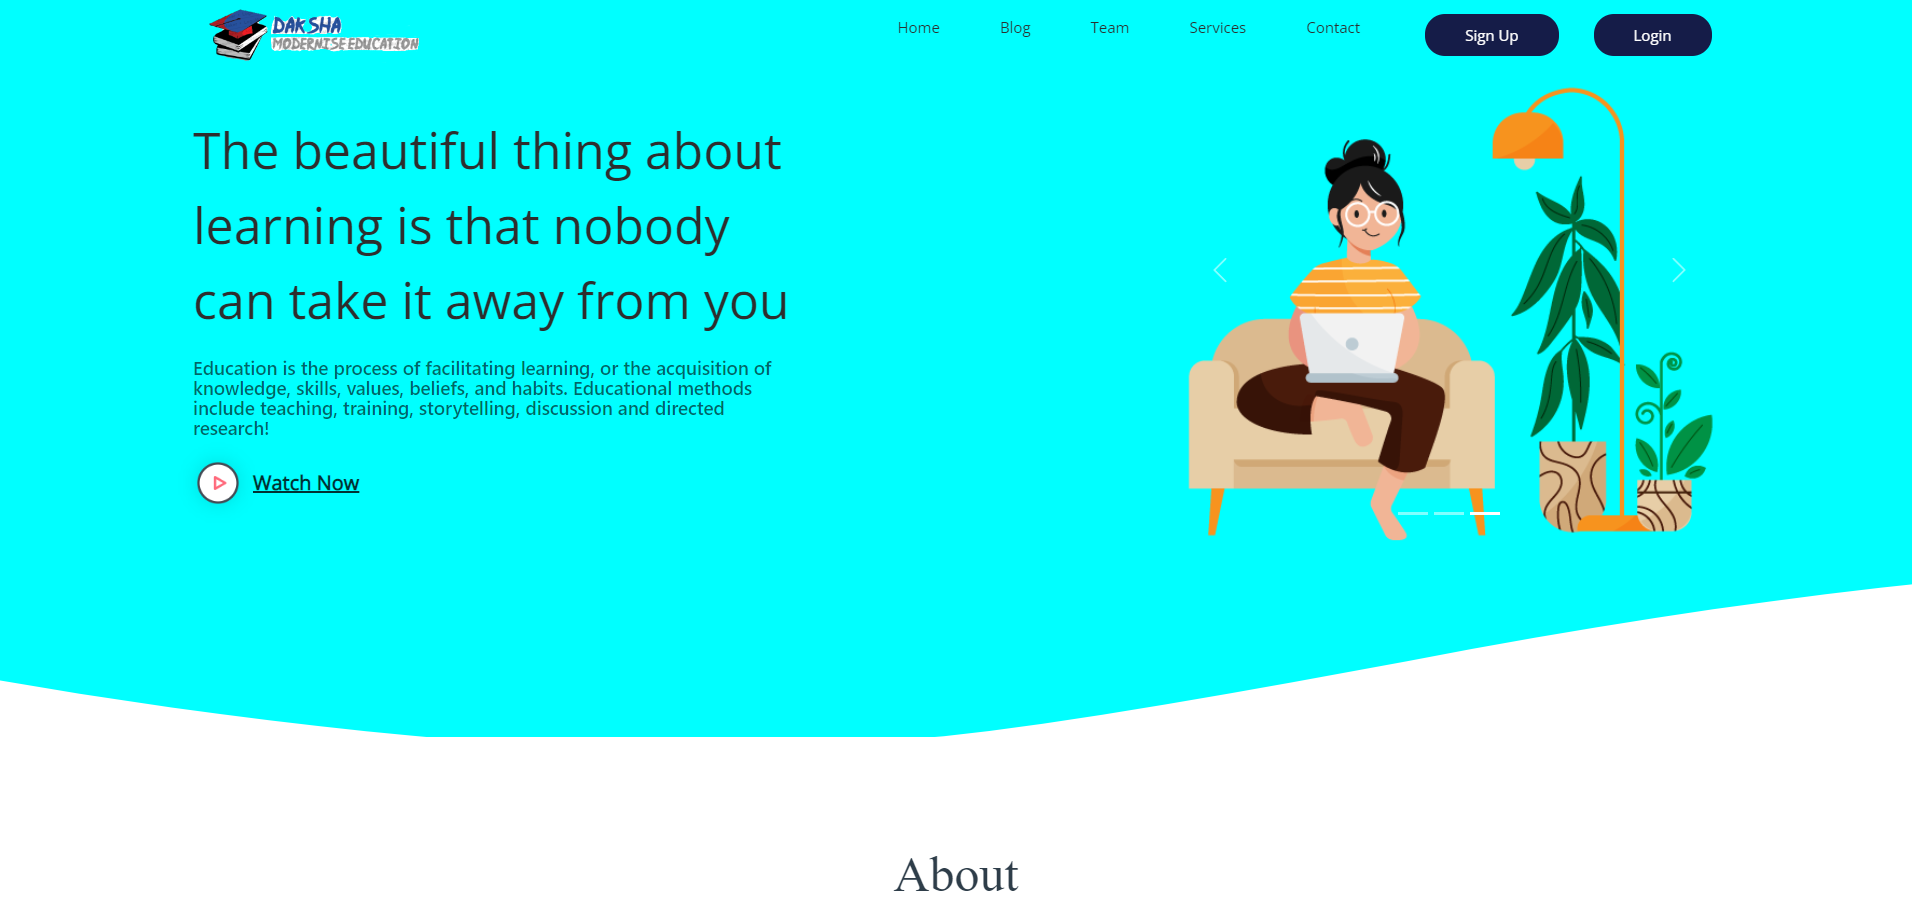 DAKSHA
MODERNISE EDUCATION
Home
Blog
Team
Services
Contact
Sign Up
Login
The beautiful thing about
learning is that nobody
can take it away from you
Education is the process of facilitating learning, or the acquisition of
knowledge, skills, values, beliefs, and habits. Educational methods
include teaching, training, storytelling, discussion and directed
research!
Watch Now
About